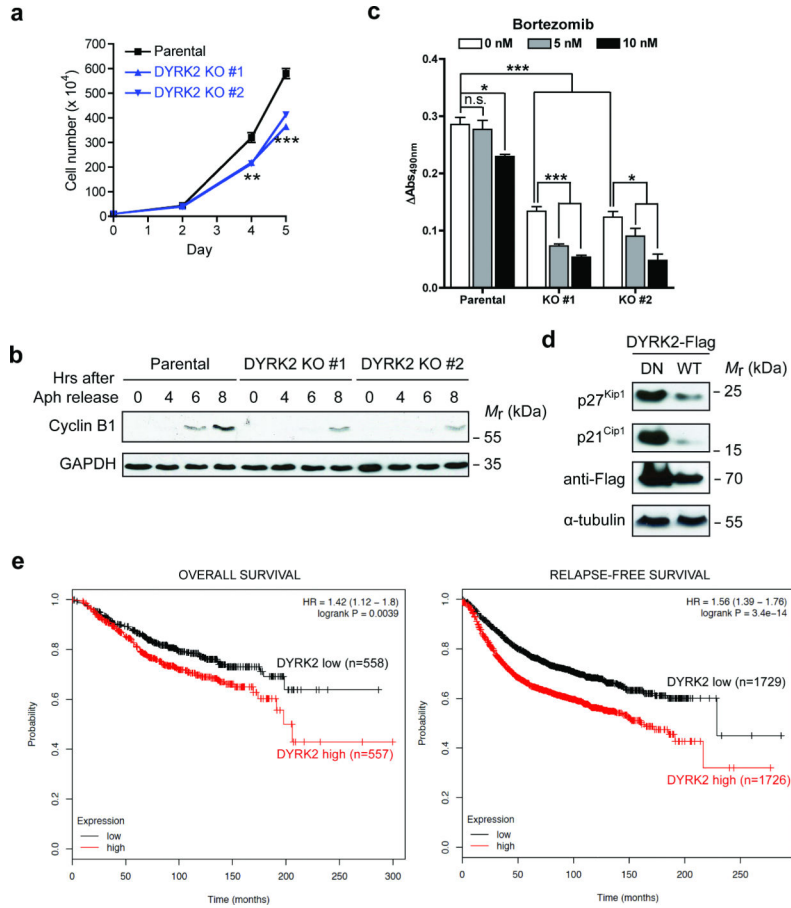 a
Parental
DYRK2 KO #1
DYRK2 KO #2
Cell number (x 10⁴)
700
600
500
400
300
200
100
0
***
**
0 1 2 3 4 5
Day
c
Bortezomib
0 nM 5 nM 10 nM
***
*
n.s.
***
*
ΔAbs490nm
0.3
0.2
0.1
0.0
Parental KO #1 KO #2
b
Parental DYRK2 KO #1 DYRK2 KO #2
Hrs after
Aph release
0 4 6 8 0 4 6 8 0 4 6 8
Mr (kDa)
Cyclin B1
- 55
GAPDH
- 35
d
DYRK2-Flag
DN WT
Mr (kDa)
p27Kip1
- 25
p21Cip1
- 15
anti-Flag
- 70
α-tubulin
- 55
e
OVERALL SURVIVAL
HR = 1.42 (1.12 − 1.8)
logrank P = 0.0039
DYRK2 low (n=558)
DYRK2 high (n=557)
Probability
1.0
0.8
0.6
0.4
0.2
0.0
Expression
low
high
0 50 100 150 200 250 300
Time (months)
RELAPSE-FREE SURVIVAL
HR = 1.56 (1.39 − 1.76)
logrank P = 3.4e−14
DYRK2 low (n=1729)
DYRK2 high (n=1726)
Probability
1.0
0.8
0.6
0.4
0.2
0.0
Expression
low
high
0 50 100 150 200 250
Time (months)